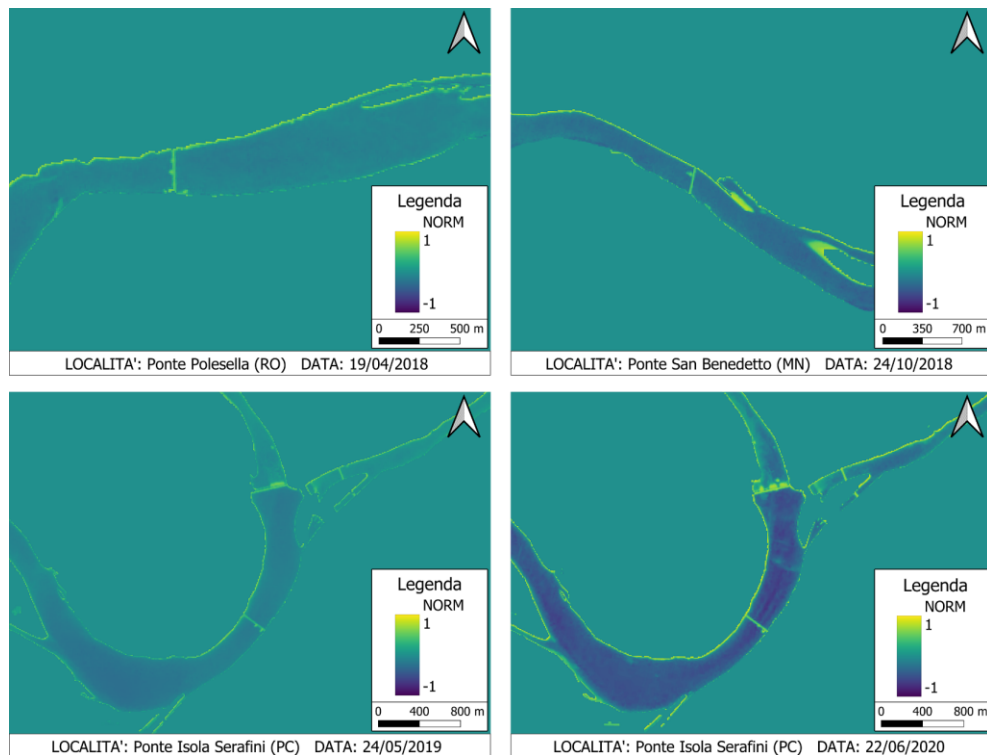 Legenda
NORM
1
-1
0 250 500 m
LOCALITA': Ponte Polesella (RO) DATA: 19/04/2018
Legenda
NORM
1
-1
0 350 700 m
LOCALITA': Ponte San Benedetto (MN) DATA: 24/10/2018
Legenda
NORM
1
-1
0 400 800 m
LOCALITA': Ponte Isola Serafini (PC) DATA: 24/05/2019
Legenda
NORM
1
-1
0 400 800 m
LOCALITA': Ponte Isola Serafini (PC) DATA: 22/06/2020